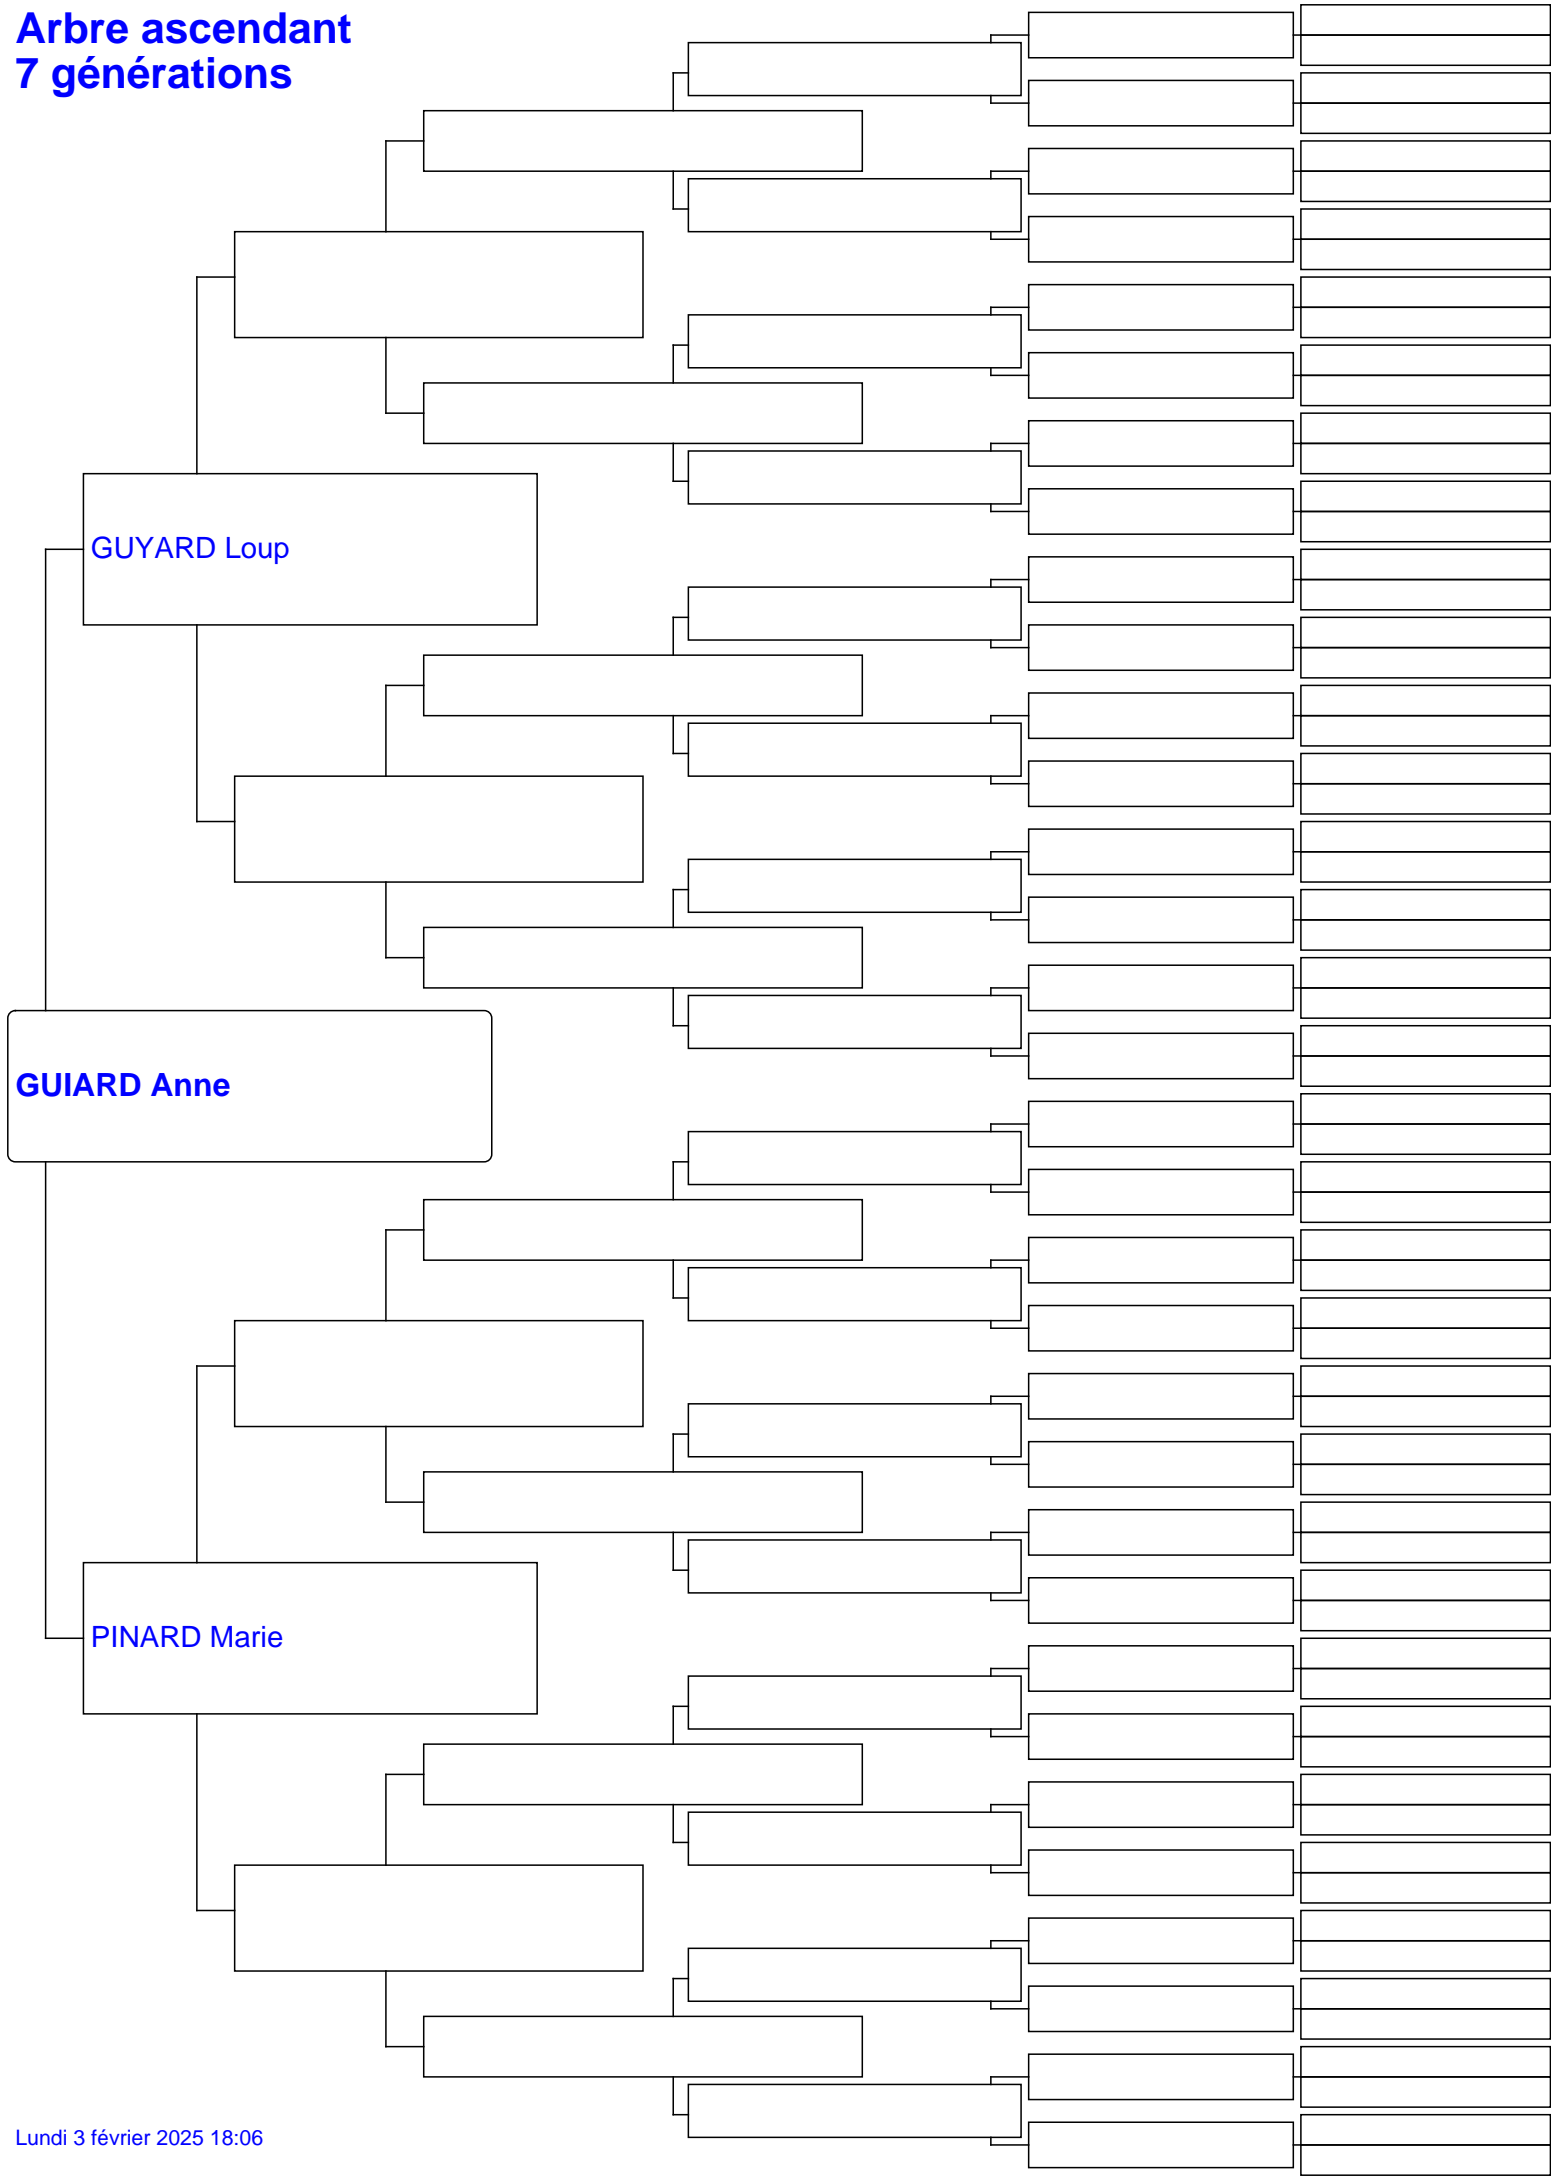 Arbre ascendant
7 générations
GUYARD Loup
GUIARD Anne
PINARD Marie
Lundi 3 février 2025 18:06